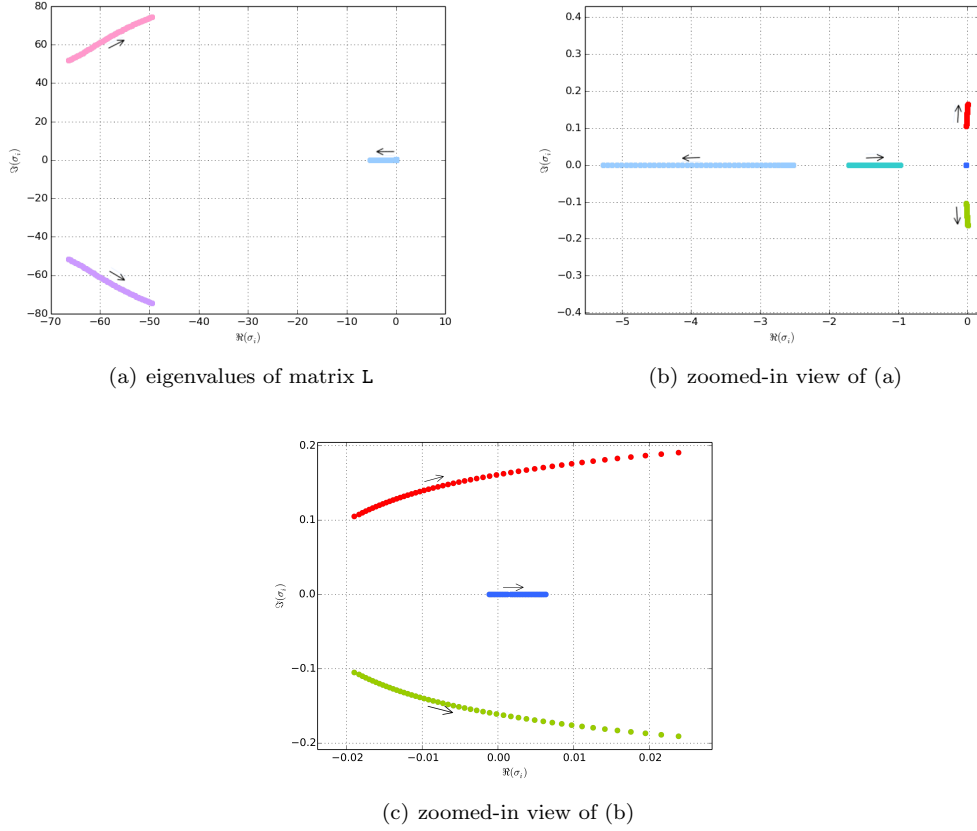 80
60
40
20
0
−20
−40
−60
−80
ℑ(σᵢ)
−70 −60 −50 −40 −30 −20 −10 0 10
ℜ(σᵢ)
(a) eigenvalues of matrix L
0.4
0.3
0.2
0.1
0.0
−0.1
−0.2
−0.3
−0.4
ℑ(σᵢ)
−5 −4 −3 −2 −1 0
ℜ(σᵢ)
(b) zoomed-in view of (a)
0.2
0.1
0.0
−0.1
−0.2
ℑ(σᵢ)
−0.02 −0.01 0.00 0.01 0.02
ℜ(σᵢ)
(c) zoomed-in view of (b)